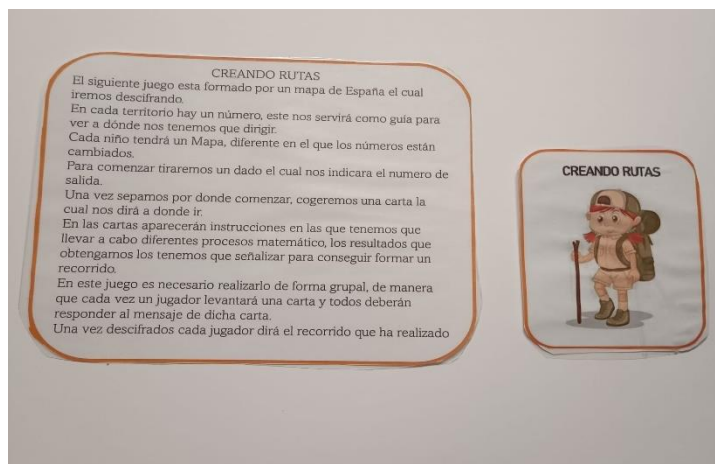 CREANDO RUTAS
El siguiente juego esta formado por un mapa de España el cual
iremos descifrando.
En cada territorio hay un número, este nos servirá como guía para
ver a dónde nos tenemos que dirigir.
Cada niño tendrá un Mapa, diferente en el que los números están
cambiados.
Para comenzar tiraremos un dado el cual nos indicara el numero de
salida.
Una vez sepamos por donde comenzar, cogeremos una carta la
cual nos dirá a donde ir.
En las cartas aparecerán instrucciones en las que tenemos que
llevar a cabo diferentes procesos matemático, los resultados que
obtengamos los tenemos que señalizar para conseguir formar un
recorrido.
En este juego es necesario realizarlo de forma grupal, de manera
que cada vez un jugador levantará una carta y todos deberán
responder al mensaje de dicha carta.
Una vez descifrados cada jugador dirá el recorrido que ha realizado
CREANDO RUTAS